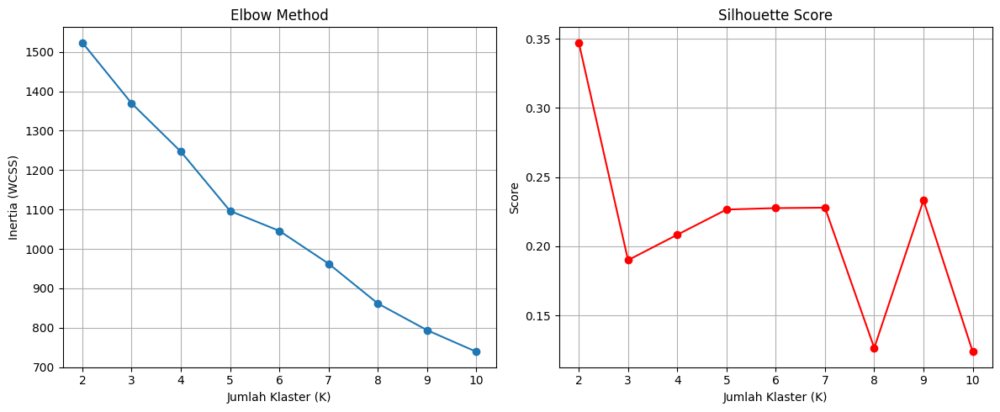 Elbow Method
Inertia (WCSS)
1500
1400
1300
1200
1100
1000
900
800
700
2 3 4 5 6 7 8 9 10
Jumlah Klaster (K)
Silhouette Score
Score
0.35
0.30
0.25
0.20
0.15
2 3 4 5 6 7 8 9 10
Jumlah Klaster (K)